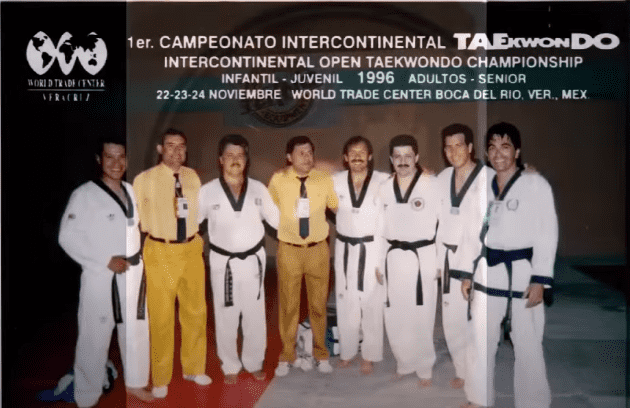 1er. CAMPEONATO INTERCONTINENTAL TAEKWONDO
INTERCONTINENTAL OPEN TAEKWONDO CHAMPIONSHIP
INFANTIL - JUVENIL 1996 ADULTOS - SENIOR
22-23-24 NOVIEMBRE WORLD TRADE CENTER BOCA DEL RIO, VER., MEX.
WORLD TRADE CENTER
VERACRUZ